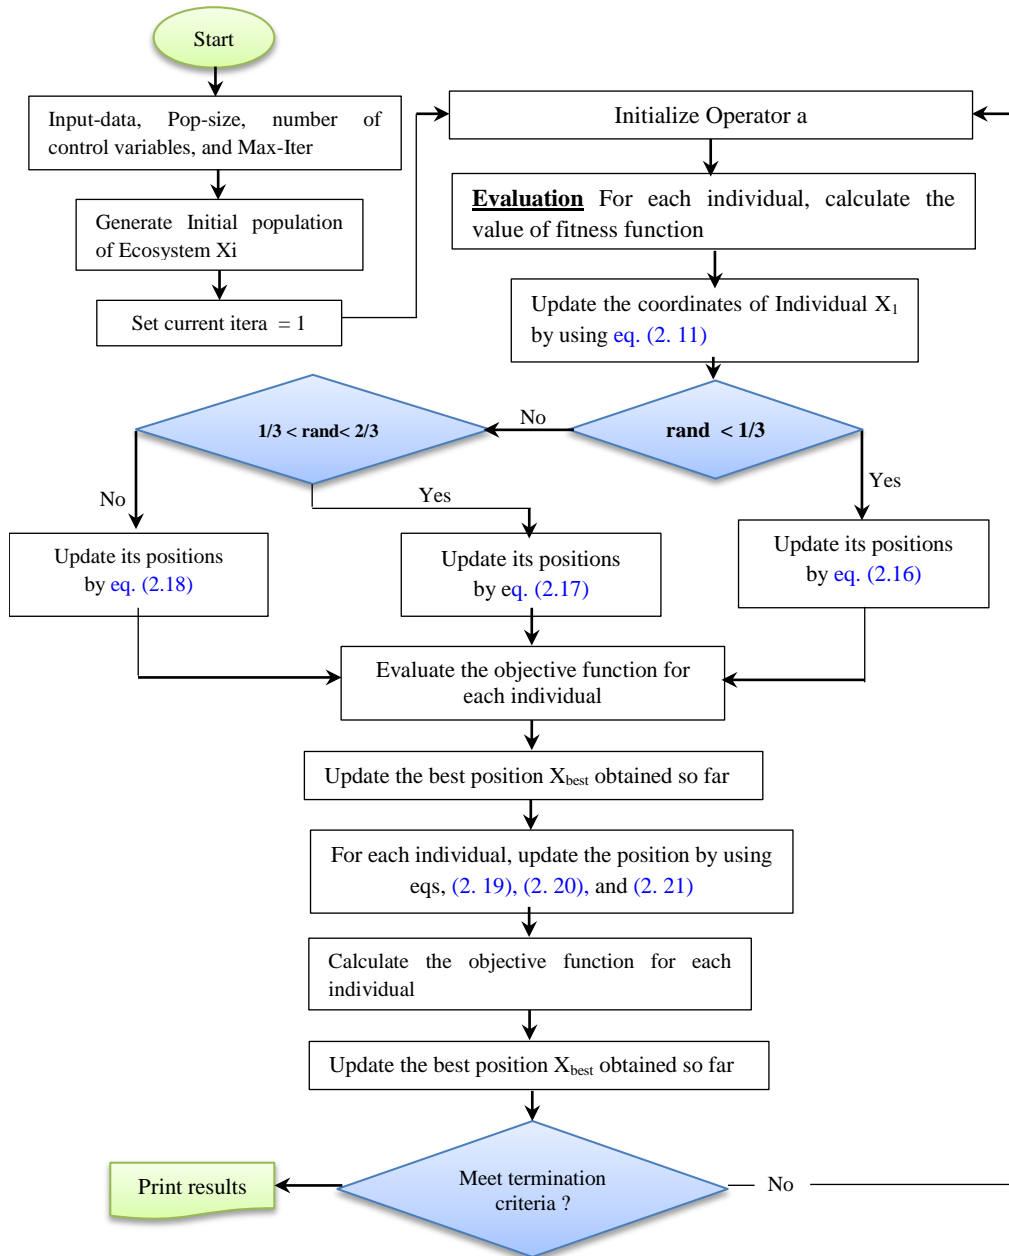 Start
Input-data, Pop-size, number of
control variables, and Max-Iter
Generate Initial population
of Ecosystem Xi
Set current itera = 1
Initialize Operator a
Evaluation For each individual, calculate the
value of fitness function
Update the coordinates of Individual X1
by using eq. (2. 11)
rand < 1/3
No
1/3 < rand< 2/3
Yes
No
Yes
Update its positions
by eq. (2.18)
Update its positions
by eq. (2.17)
Update its positions
by eq. (2.16)
Evaluate the objective function for
each individual
Update the best position Xbest obtained so far
For each individual, update the position by using
eqs, (2. 19), (2. 20), and (2. 21)
Calculate the objective function for each
individual
Update the best position Xbest obtained so far
Meet termination
criteria ?
No
Print results